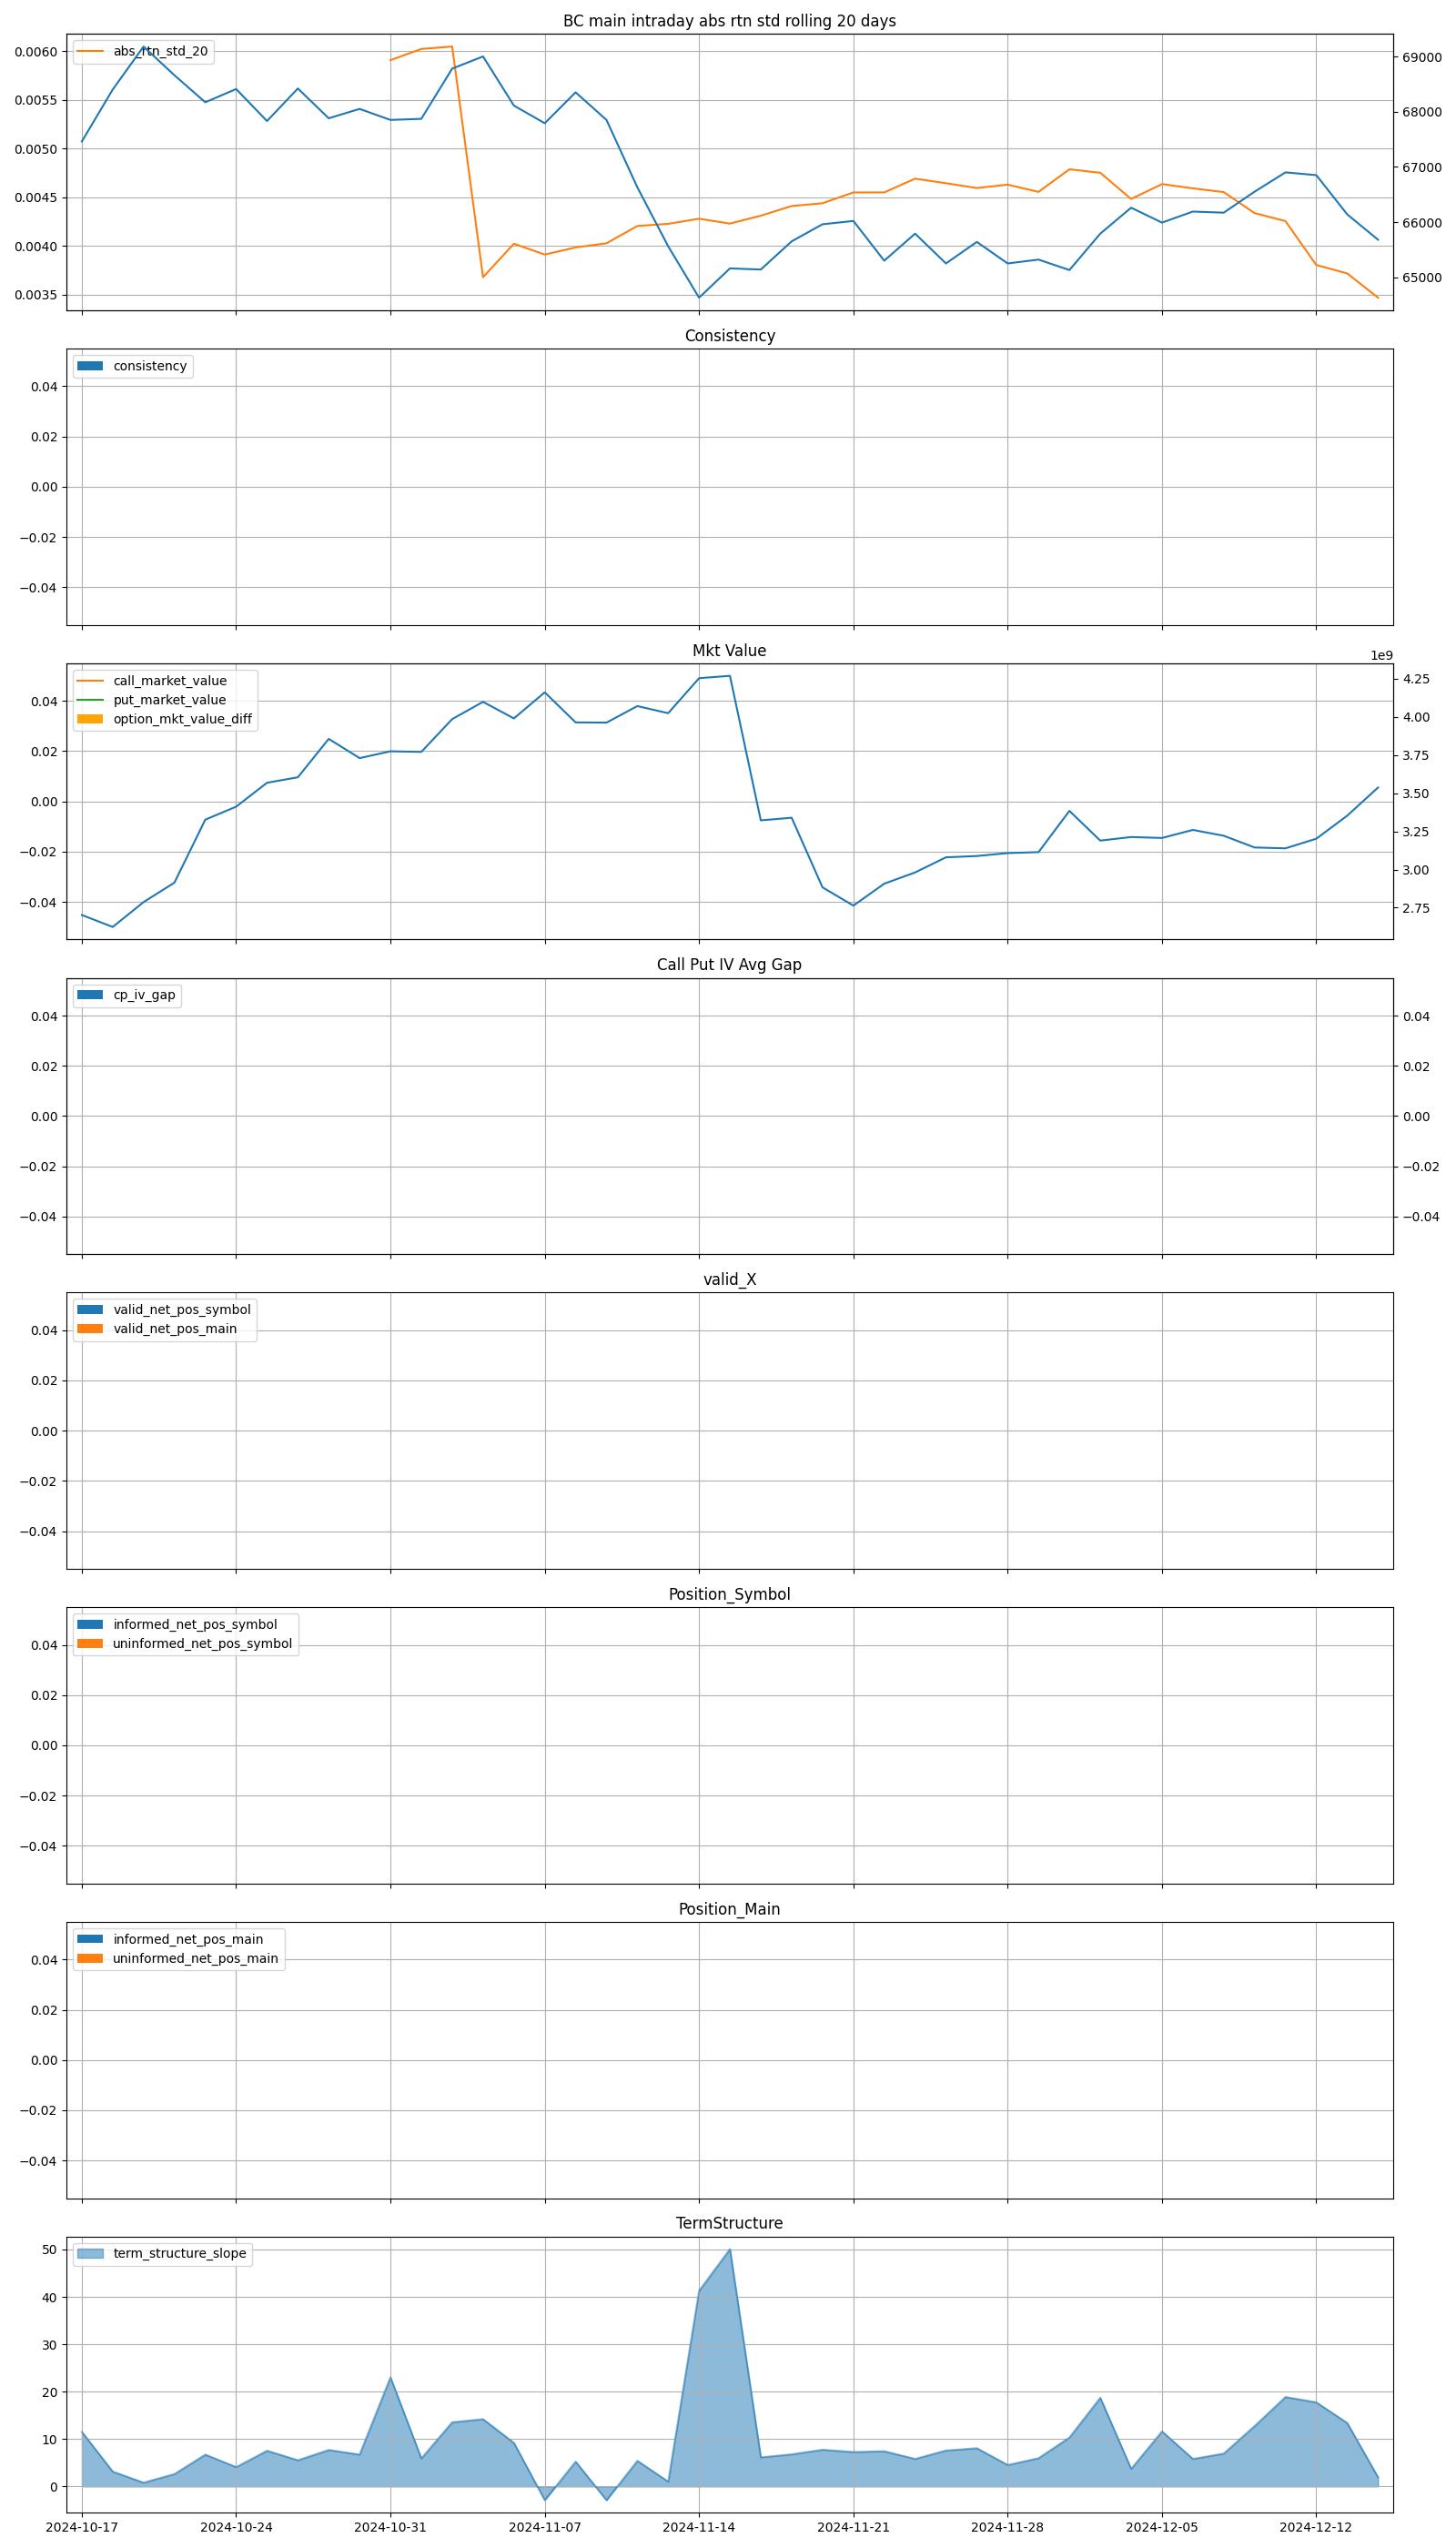 BC main intraday abs rtn std rolling 20 days
abs_rtn_std_20
0.0060
0.0055
0.0050
0.0045
0.0040
0.0035
69000
68000
67000
66000
65000
Consistency
consistency
0.04
0.02
0.00
−0.02
−0.04
Mkt Value
1e9
call_market_value
put_market_value
option_mkt_value_diff
0.04
0.02
0.00
−0.02
−0.04
4.25
4.00
3.75
3.50
3.25
3.00
2.75
Call Put IV Avg Gap
cp_iv_gap
0.04
0.02
0.00
−0.02
−0.04
0.04
0.02
0.00
−0.02
−0.04
valid_X
valid_net_pos_symbol
valid_net_pos_main
0.04
0.02
0.00
−0.02
−0.04
Position_Symbol
informed_net_pos_symbol
uninformed_net_pos_symbol
0.04
0.02
0.00
−0.02
−0.04
Position_Main
informed_net_pos_main
uninformed_net_pos_main
0.04
0.02
0.00
−0.02
−0.04
TermStructure
term_structure_slope
50
40
30
20
10
0
2024-10-17 2024-10-24 2024-10-31 2024-11-07 2024-11-14 2024-11-21 2024-11-28 2024-12-05 2024-12-12